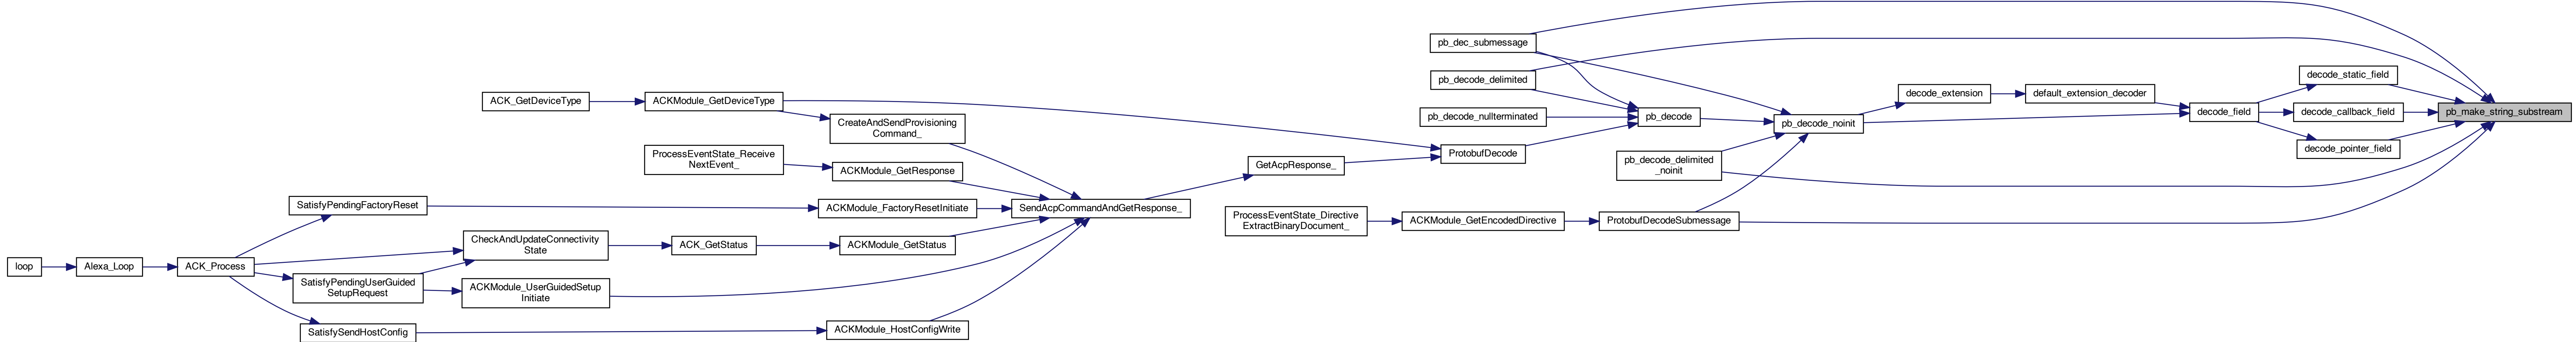 loop
Alexa_Loop
ACK_Process
SatisfyPendingFactoryReset
SatisfyPendingUserGuided
SetupRequest
SatisfySendHostConfig
ACK_GetDeviceType
CheckAndUpdateConnectivity
State
ACKModule_UserGuidedSetup
Initiate
ACKModule_GetDeviceType
ProcessEventState_Receive
NextEvent_
ACK_GetStatus
CreateAndSendProvisioning
Command_
ACKModule_GetResponse
ACKModule_FactoryResetInitiate
ACKModule_GetStatus
ACKModule_HostConfigWrite
SendAcpCommandAndGetResponse_
GetAcpResponse_
ProcessEventState_Directive
ExtractBinaryDocument_
pb_dec_submessage
pb_decode_delimited
pb_decode_nullterminated
ProtobufDecode
ACKModule_GetEncodedDirective
pb_decode
pb_decode_delimited
_noinit
ProtobufDecodeSubmessage
pb_decode_noinit
decode_extension
default_extension_decoder
decode_field
decode_static_field
decode_callback_field
decode_pointer_field
pb_make_string_substream